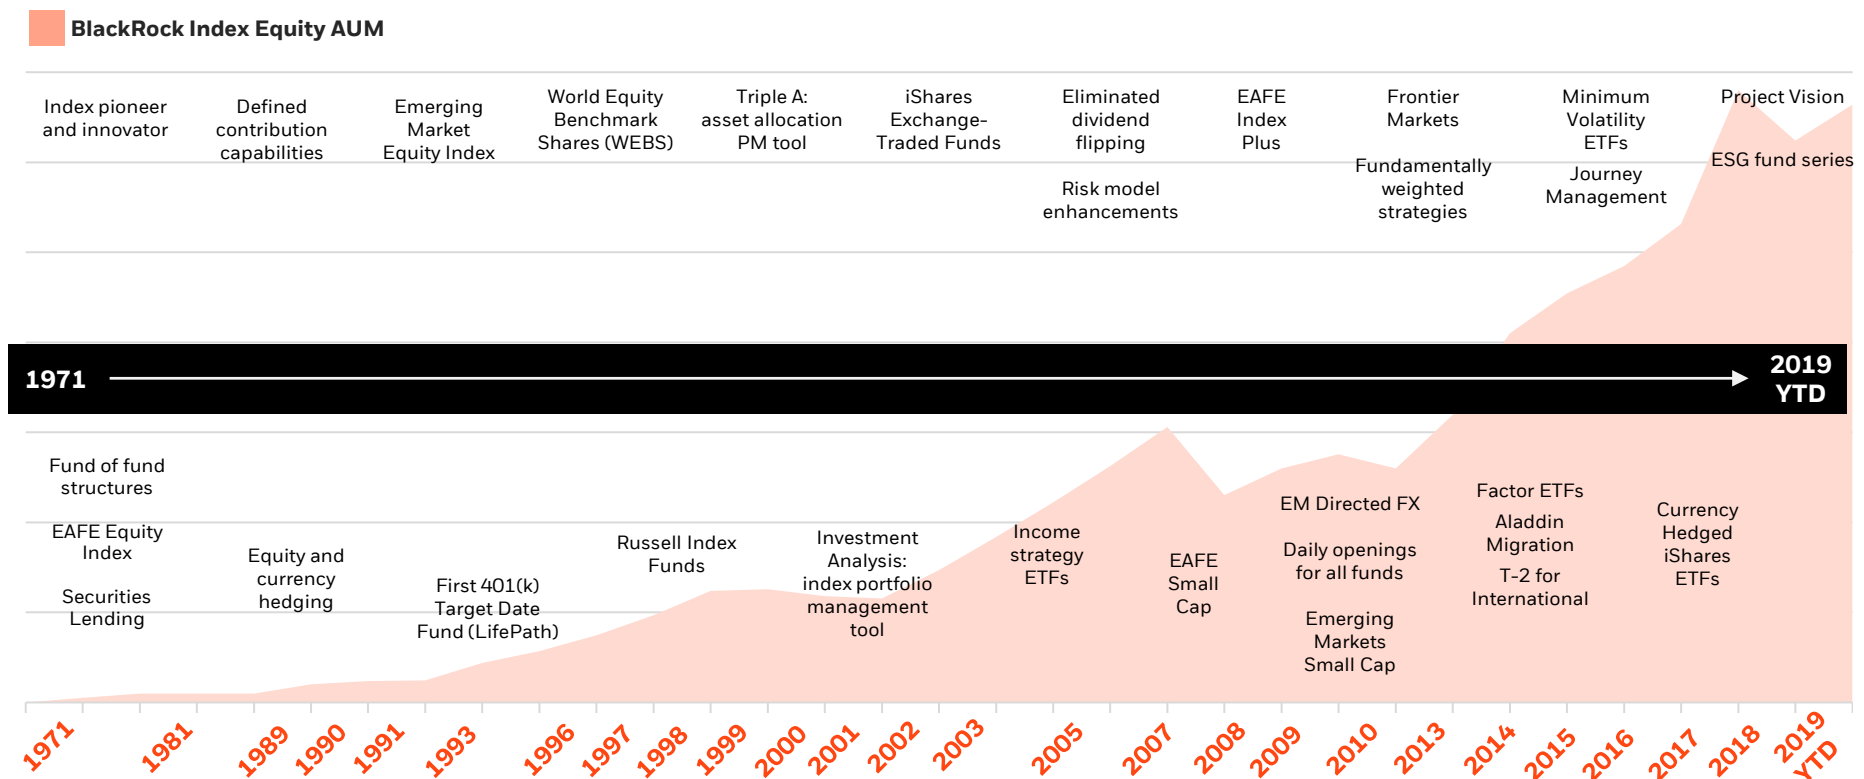 BlackRock Index Equity AUM
Index pioneer
and innovator
Defined
contribution
capabilities
Emerging
Market
Equity Index
World Equity
Benchmark
Shares (WEBS)
Triple A:
asset allocation
PM tool
iShares
Exchange-
Traded Funds
Eliminated
dividend
flipping
Risk model
enhancements
EAFE
Index
Plus
Frontier
Markets
Fundamentally
weighted
strategies
Minimum
Volatility
ETFs
Journey
Management
Project Vision
ESG fund series
1971
2019
YTD
Fund of fund
structures
EAFE Equity
Index
Securities
Lending
Equity and
currency
hedging
First 401(k)
Target Date
Fund (LifePath)
Russell Index
Funds
Investment
Analysis:
index portfolio
management
tool
Income
strategy
ETFs
EAFE
Small
Cap
EM Directed FX
Daily openings
for all funds
Emerging
Markets
Small Cap
Factor ETFs
Aladdin
Migration
T-2 for
International
Currency
Hedged
iShares
ETFs
1971
1981
1989
1990
1991
1993
1996
1997
1998
1999
2000
2001
2002
2003
2005
2007
2008
2009
2010
2013
2014
2015
2016
2017
2018
2019
YTD